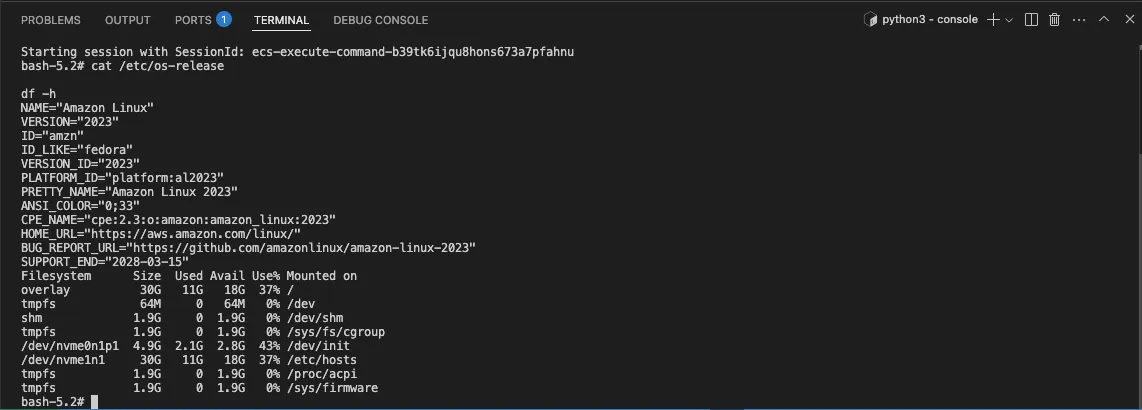 PROBLEMS OUTPUT PORTS 1 TERMINAL DEBUG CONSOLE python3 - console
Starting session with SessionId: ecs-execute-command-b39tk6ijqu8hons673a7pfahnu
bash-5.2# cat /etc/os-release
df -h
NAME="Amazon Linux"
VERSION="2023"
ID="amzn"
ID_LIKE="fedora"
VERSION_ID="2023"
PLATFORM_ID="platform:al2023"
PRETTY_NAME="Amazon Linux 2023"
ANSI_COLOR="0;33"
CPE_NAME="cpe:2.3:o:amazon:amazon_linux:2023"
HOME_URL="https://aws.amazon.com/linux/"
BUG_REPORT_URL="https://github.com/amazonlinux/amazon-linux-2023"
SUPPORT_END="2028-03-15"
Filesystem      Size  Used Avail Use% Mounted on
overlay          30G   11G   18G  37% /
tmpfs            64M     0   64M   0% /dev
shm             1.9G     0  1.9G   0% /dev/shm
tmpfs           1.9G     0  1.9G   0% /sys/fs/cgroup
/dev/nvme0n1p1  4.9G  2.1G  2.8G  43% /dev/init
/dev/nvme1n1     30G   11G   18G  37% /etc/hosts
tmpfs           1.9G     0  1.9G   0% /proc/acpi
tmpfs           1.9G     0  1.9G   0% /sys/firmware
bash-5.2#